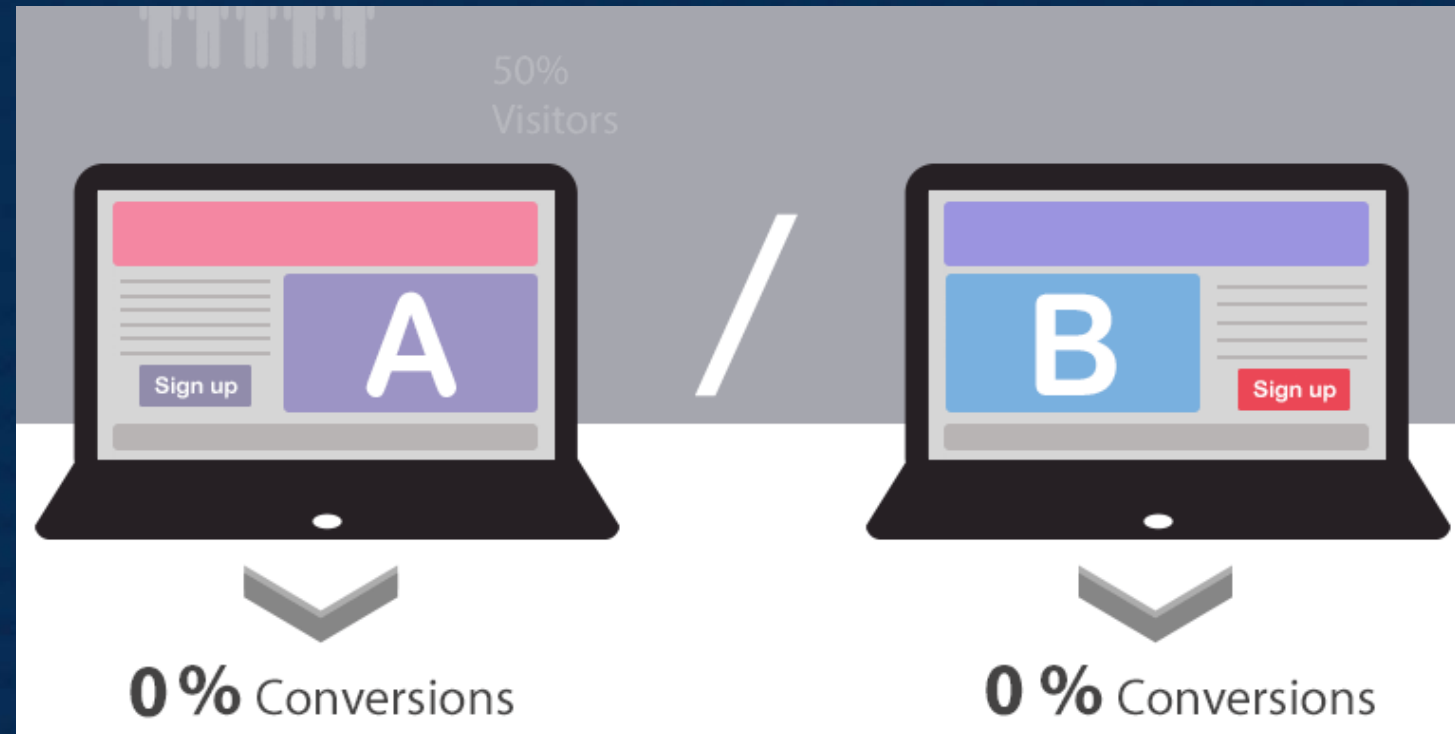 50%
Visitors
A
Sign up
/
B
Sign up
0 % Conversions
0 % Conversions